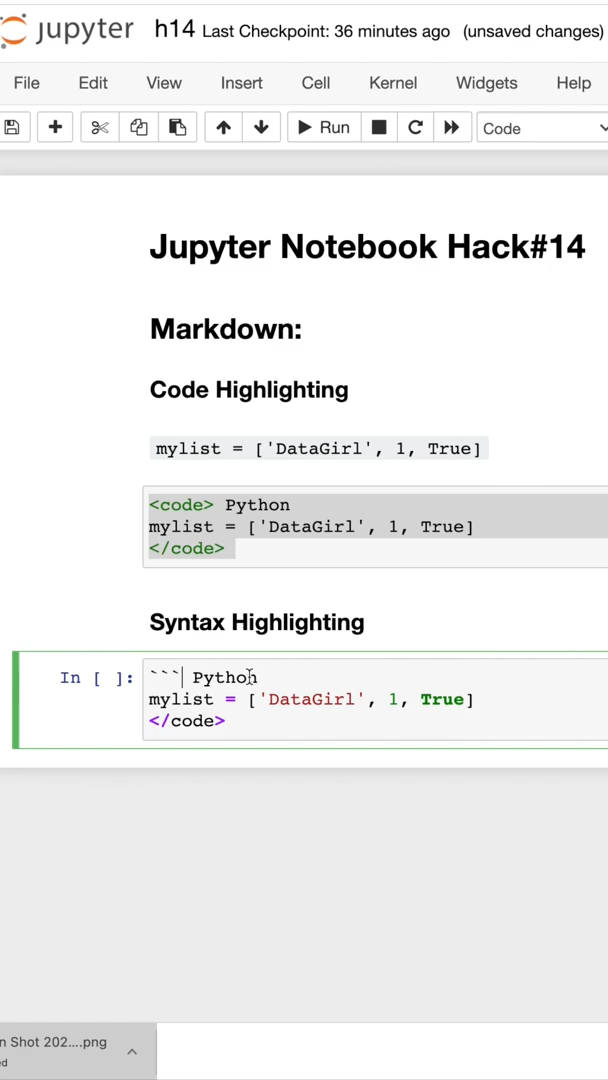 jupyter h14 Last Checkpoint: 36 minutes ago (unsaved changes)
File Edit View Insert Cell Kernel Widgets Help
Run Code
Jupyter Notebook Hack#14
Markdown:
Code Highlighting
mylist = ['DataGirl', 1, True]
<code> Python
mylist = ['DataGirl', 1, True]
</code>
Syntax Highlighting
In [ ]: ``` Python
mylist = ['DataGirl', 1, True]
</code>
n Shot 202....png
ed